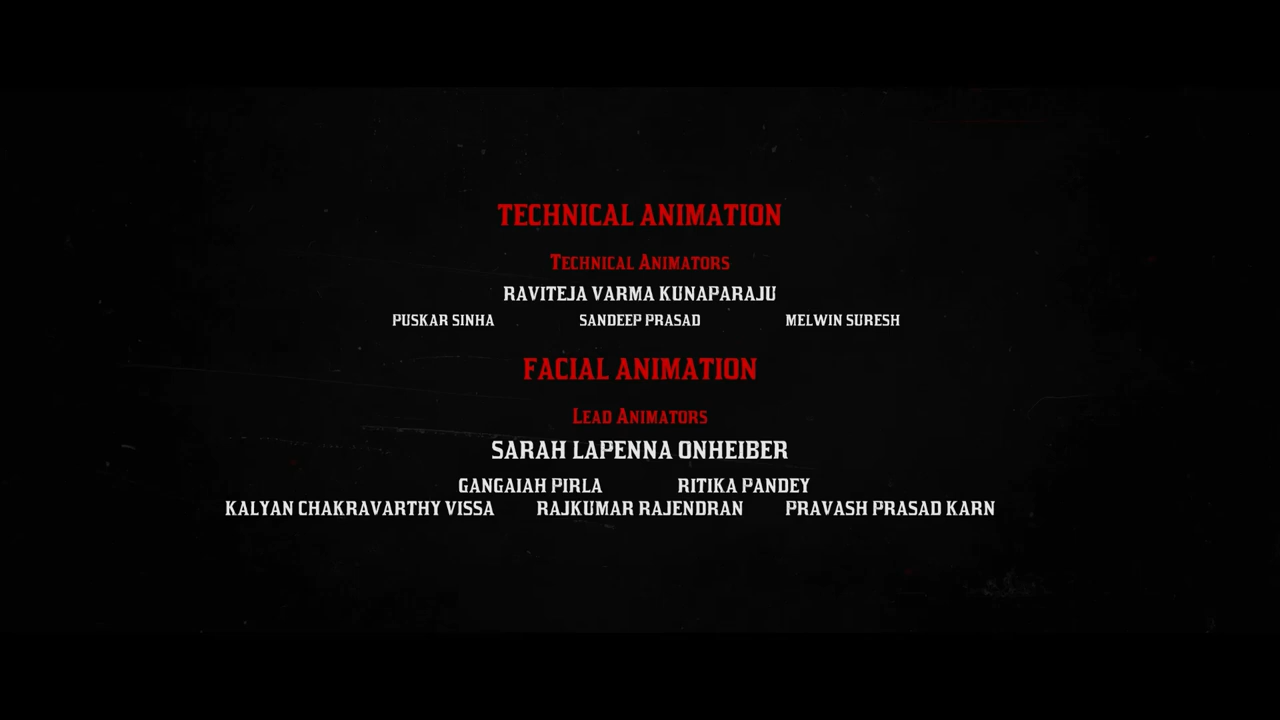 TECHNICAL ANIMATION
TECHNICAL ANIMATORS
RAVITEJA VARMA KUNAPARAJU
PUSKAR SINHA SANDEEP PRASAD MELWIN SURESH
FACIAL ANIMATION
LEAD ANIMATORS
SARAH LAPENNA ONHEIBER
GANGAIAH PIRLA RITIKA PANDEY
KALYAN CHAKRAVARTHY VISSA RAJKUMAR RAJENDRAN PRAVASH PRASAD KARN